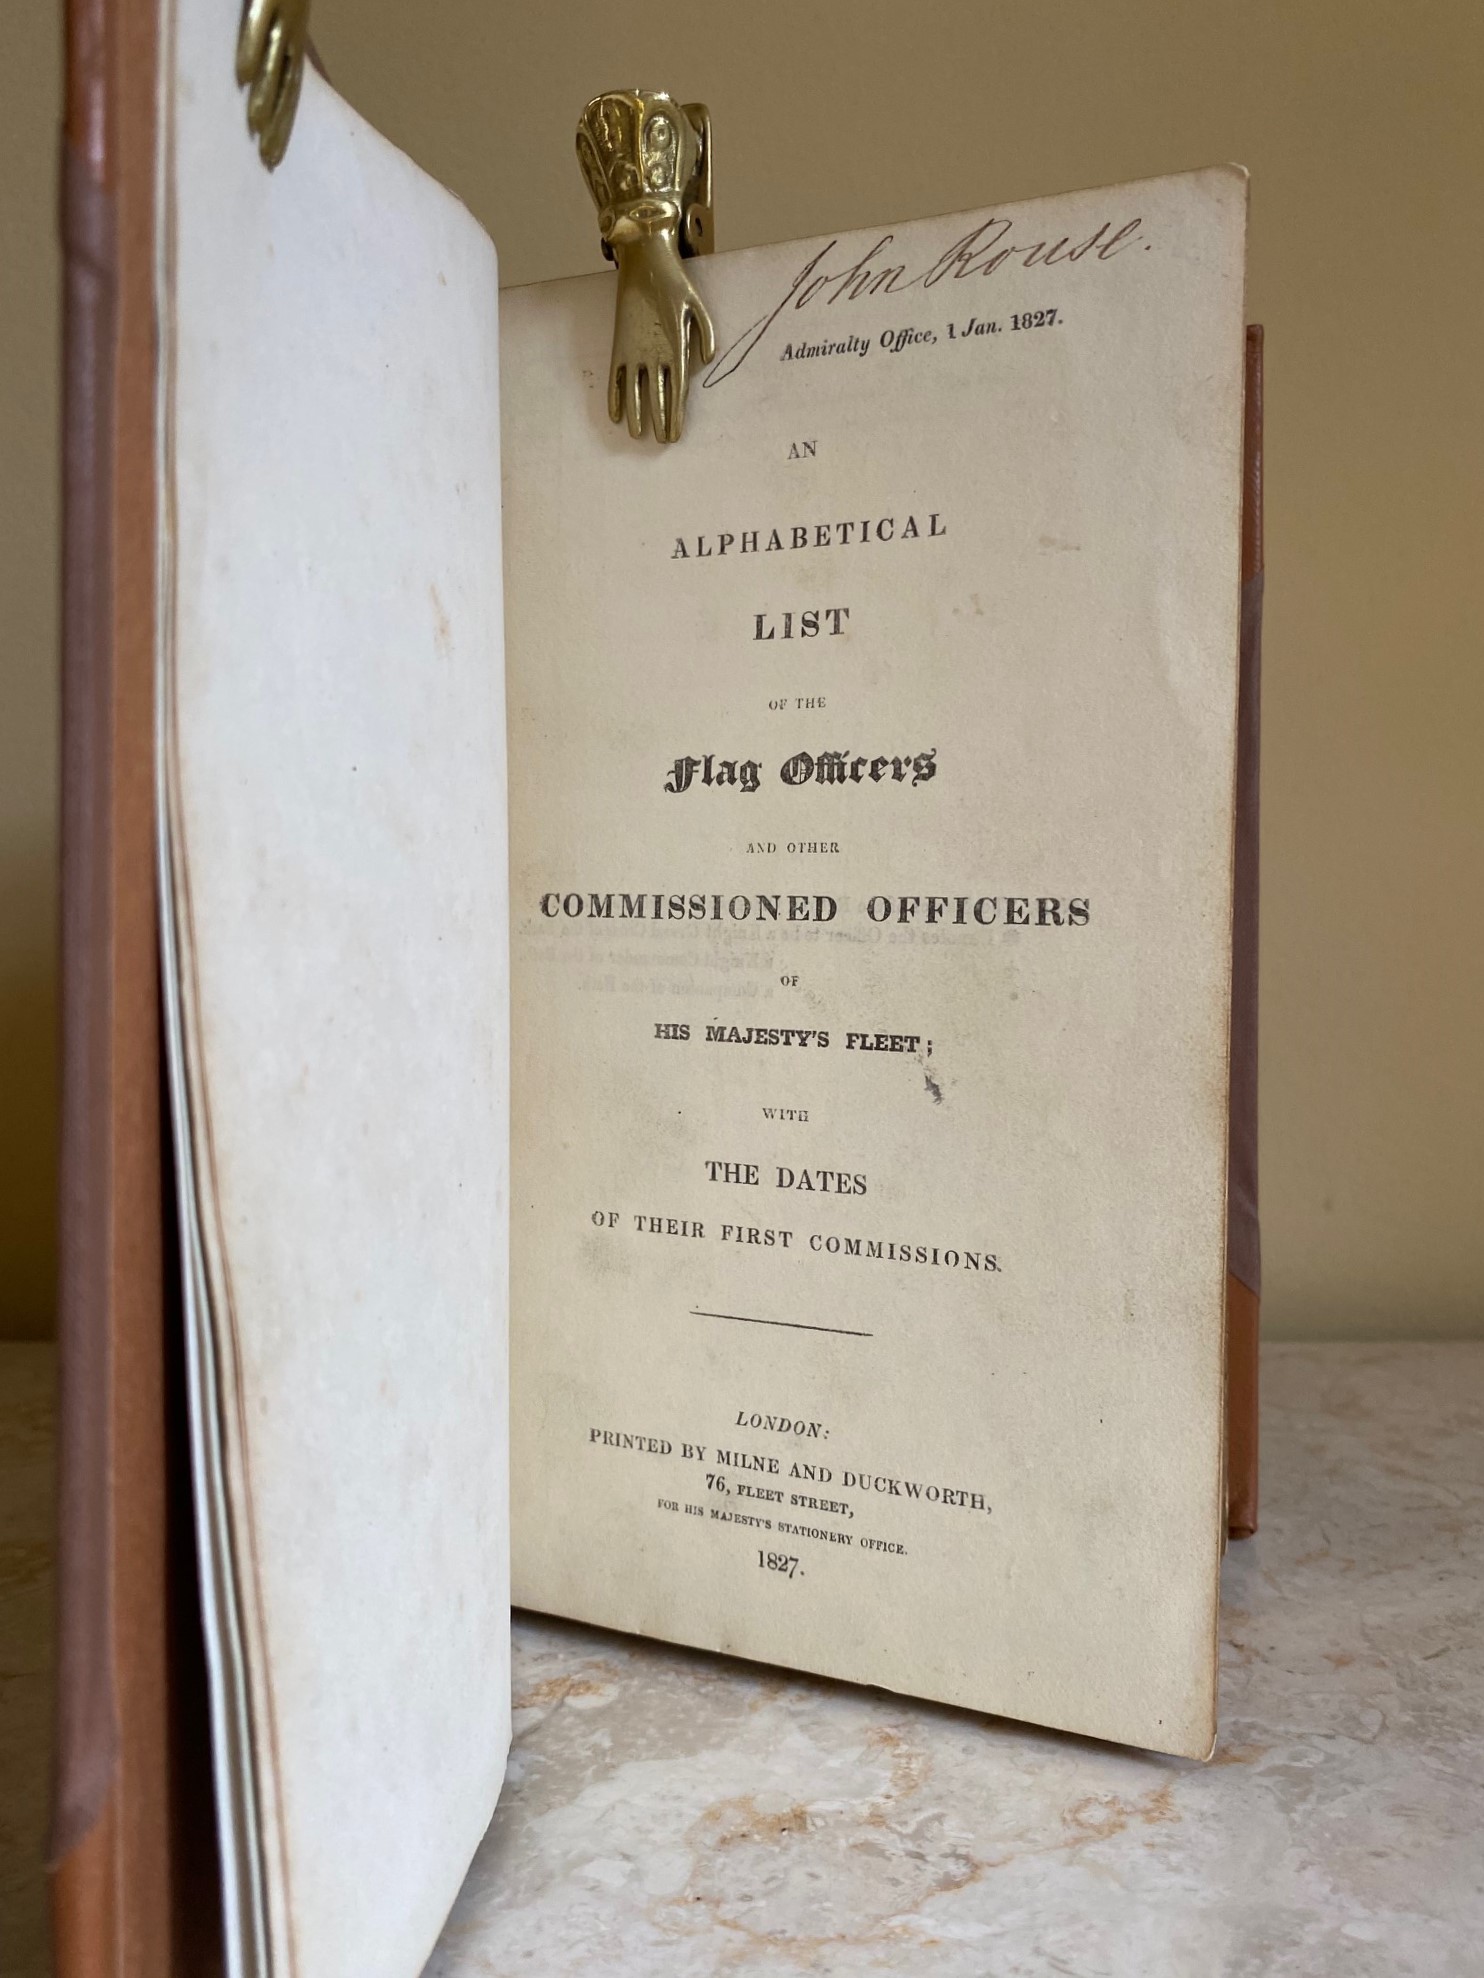 John Rouse.
Admiralty Office, 1 Jan. 1827.
AN
ALPHABETICAL
LIST
OF THE
Flag Officers
AND OTHER
COMMISSIONED OFFICERS
OF
HIS MAJESTY'S FLEET;
WITH
THE DATES
OF THEIR FIRST COMMISSIONS.
LONDON:
PRINTED BY MILNE AND DUCKWORTH,
76, FLEET STREET,
FOR HIS MAJESTY'S STATIONERY OFFICE.
1827.